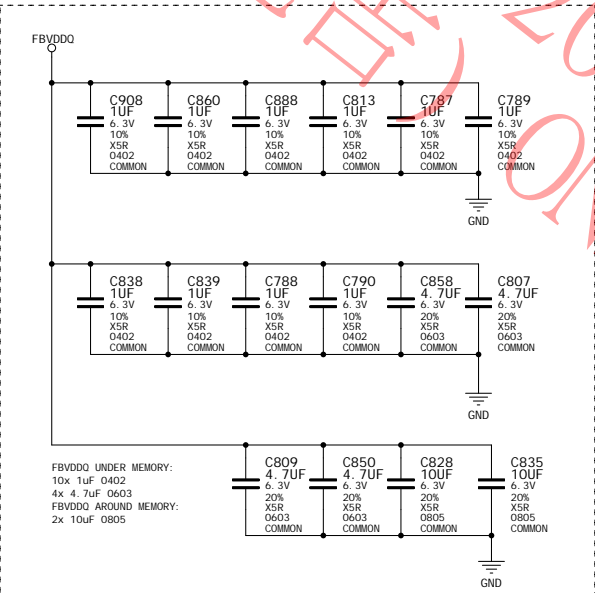 FBVDDQ
C908
1UF
6.3V
10%
X5R
0402
COMMON
C860
1UF
6.3V
10%
X5R
0402
COMMON
C888
1UF
6.3V
10%
X5R
0402
COMMON
C813
1UF
6.3V
10%
X5R
0402
COMMON
C787
1UF
6.3V
10%
X5R
0402
COMMON
C789
1UF
6.3V
10%
X5R
0402
COMMON
GND
C838
1UF
6.3V
10%
X5R
0402
COMMON
C839
1UF
6.3V
10%
X5R
0402
COMMON
C788
1UF
6.3V
10%
X5R
0402
COMMON
C790
1UF
6.3V
10%
X5R
0402
COMMON
C858
4.7UF
6.3V
20%
X5R
0603
COMMON
C807
4.7UF
6.3V
20%
X5R
0603
COMMON
GND
FBVDDQ UNDER MEMORY:
10x 1uF 0402
4x 4.7uF 0603
FBVDDQ AROUND MEMORY:
2x 10uF 0805
C809
4.7UF
6.3V
20%
X5R
0603
COMMON
C850
4.7UF
6.3V
20%
X5R
0603
COMMON
C828
10UF
6.3V
20%
X5R
0805
COMMON
C835
10UF
6.3V
20%
X5R
0805
COMMON
GND